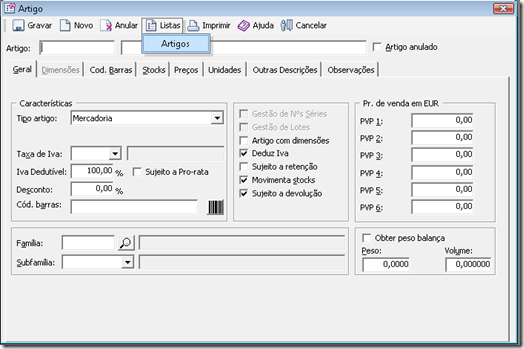 Artigo
Gravar Novo Anular Listas Imprimir Ajuda Cancelar
Artigos
Artigo: Artigo anulado
Geral Dimensões Cod. Barras Stocks Preços Unidades Outras Descrições Observações
Características
Tipo artigo: Mercadoria
Taxa de Iva:
Iva Dedutível: 100,00 % Sujeito a Pro-rata
Desconto: 0,00 %
Cód. barras:
Gestão de Nºs Séries
Gestão de Lotes
Artigo com dimensões
Deduz Iva
Sujeito a retenção
Movimenta stocks
Sujeito a devolução
Pr. de venda em EUR
PVP 1: 0,00
PVP 2: 0,00
PVP 3: 0,00
PVP 4: 0,00
PVP 5: 0,00
PVP 6: 0,00
Família:
Subfamília:
Obter peso balança
Peso: Volume:
0,0000 0,000000